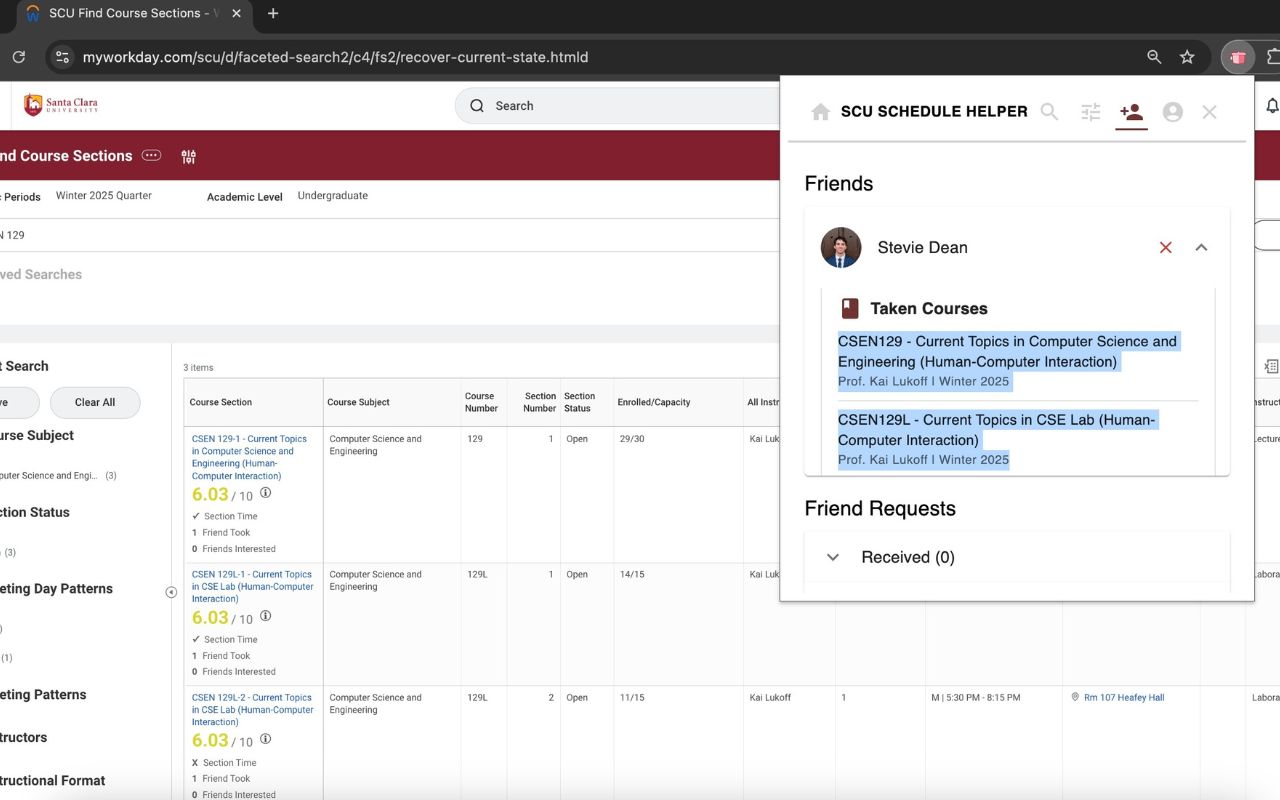 SCU Find Course Sections -
myworkday.com/scu/d/faceted-search2/c4/fs2/recover-current-state.htmld
Santa Clara
UNIVERSITY
Search
nd Course Sections
Periods
Winter 2025 Quarter
Academic Level
Undergraduate
N 129
ved Searches
t Search
ve
Clear All
urse Subject
puter Science and Engi... (3)
ction Status
(3)
eting Day Patterns
)
(1)
eting Patterns
tructors
tructional Format
3 items
Course Section
Course Subject
Course
Number
Section
Number
Section
Status
Enrolled/Capacity
All Instr
nstruct
CSEN 129-1 - Current Topics
in Computer Science and
Engineering (Human-
Computer Interaction)
6.03 / 10
✓ Section Time
1 Friend Took
0 Friends Interested
Computer Science and
Engineering
129
1
Open
29/30
Kai Luk
Lecture
CSEN 129L-1 - Current Topics
in CSE Lab (Human-Computer
Interaction)
6.03 / 10
✓ Section Time
1 Friend Took
0 Friends Interested
Computer Science and
Engineering
129L
1
Open
14/15
Kai Luk
Labora
CSEN 129L-2 - Current Topics
in CSE Lab (Human-Computer
Interaction)
6.03 / 10
X Section Time
1 Friend Took
0 Friends Interested
Computer Science and
Engineering
129L
2
Open
11/15
Kai Lukoff
1
M | 5:30 PM - 8:15 PM
Rm 107 Heafey Hall
Labora
SCU SCHEDULE HELPER
Friends
Stevie Dean
Taken Courses
CSEN129 - Current Topics in Computer Science and
Engineering (Human-Computer Interaction)
Prof. Kai Lukoff | Winter 2025
CSEN129L - Current Topics in CSE Lab (Human-
Computer Interaction)
Prof. Kai Lukoff | Winter 2025
Friend Requests
Received (0)